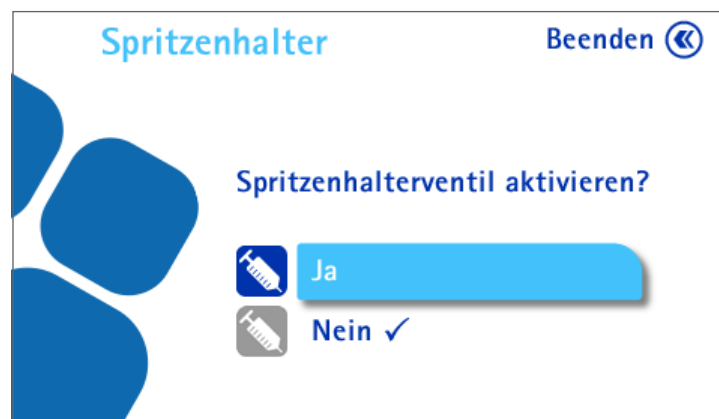 Spritzenhalter
Beenden
Spritzenhalterventil aktivieren?
Ja
Nein ✓